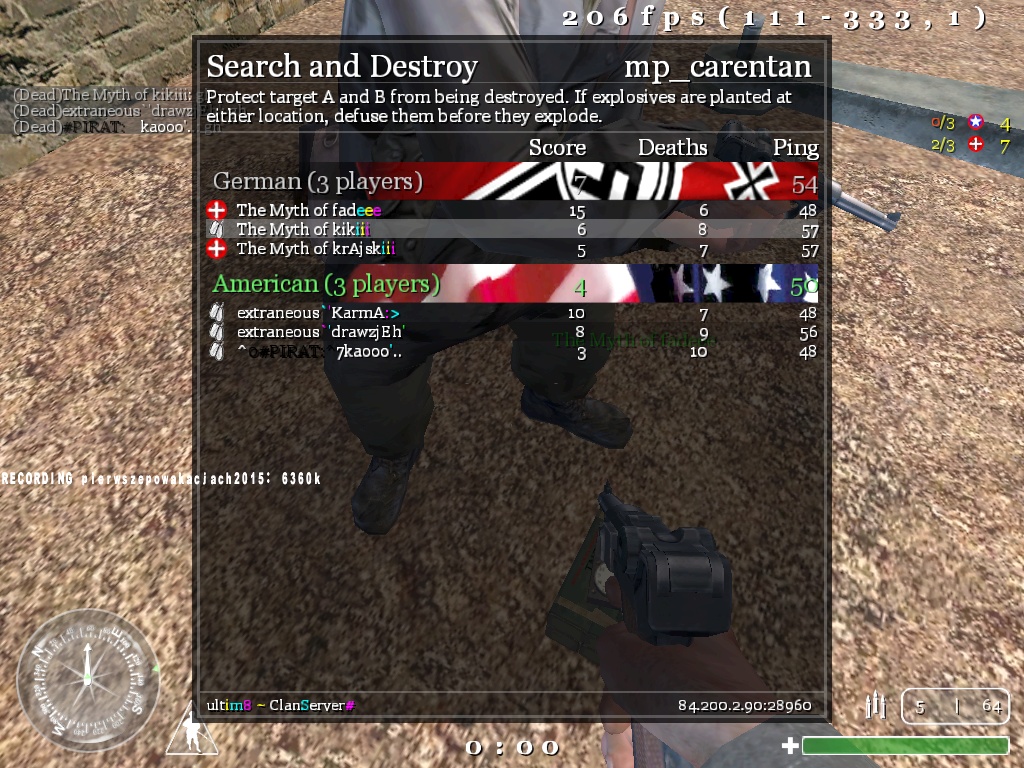 206fps(111-333,1)
Search and Destroy mp_carentan
Protect target A and B from being destroyed. If explosives are planted at
either location, defuse them before they explode.
(Dead)The Myth of kikiii:
(Dead)extraneous``drawz
(Dead)#PIRAT: kaooo'..
0/3 4
2/3 7
Score Deaths Ping
German (3 players) 7 54
The Myth of fadeee 15 6 48
The Myth of kikiii 6 8 57
The Myth of krAjskiii 5 7 57
American (3 players) 4 50
extraneous``KarmA:> 10 7 48
extraneous``drawzjEh' 8 9 56
^0#PIRAT:^7kaooo'.. 3 10 48
The Myth of fadeee
RECORDING pierwszepowakacjach2015: 6360k
N
E
S
W
ultim8 ~ ClanServer# 84.200.2.90:28960
5 | 64
0:00